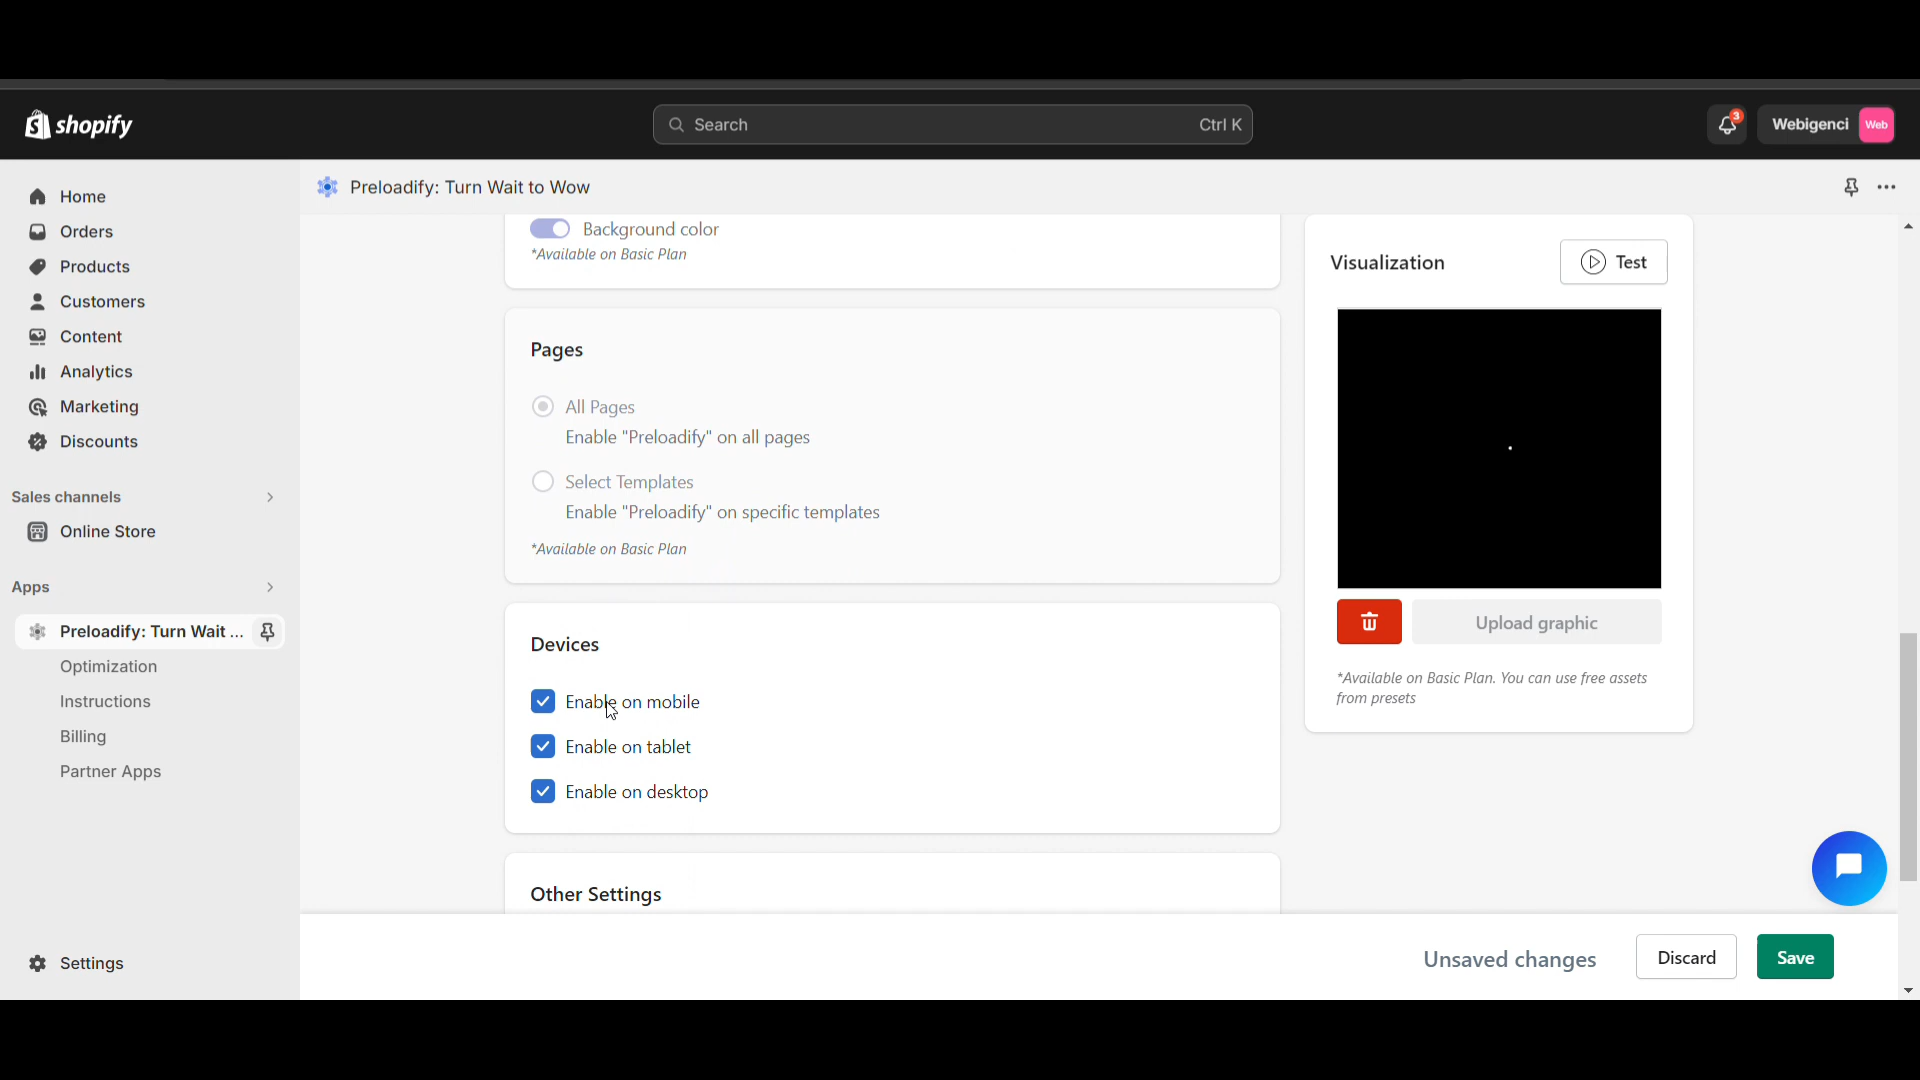 shopify
Search
Ctrl K
3
Webigenci
Web
Home
Orders
Products
Customers
Content
Analytics
Marketing
Discounts
Sales channels
Online Store
Apps
Preloadify: Turn Wait ...
Optimization
Instructions
Billing
Partner Apps
Settings
Preloadify: Turn Wait to Wow
Background color
*Available on Basic Plan
Pages
All Pages
Enable "Preloadify" on all pages
Select Templates
Enable "Preloadify" on specific templates
*Available on Basic Plan
Devices
Enable on mobile
Enable on tablet
Enable on desktop
Other Settings
Visualization
Test
Upload graphic
*Available on Basic Plan. You can use free assets
from presets
Unsaved changes
Discard
Save